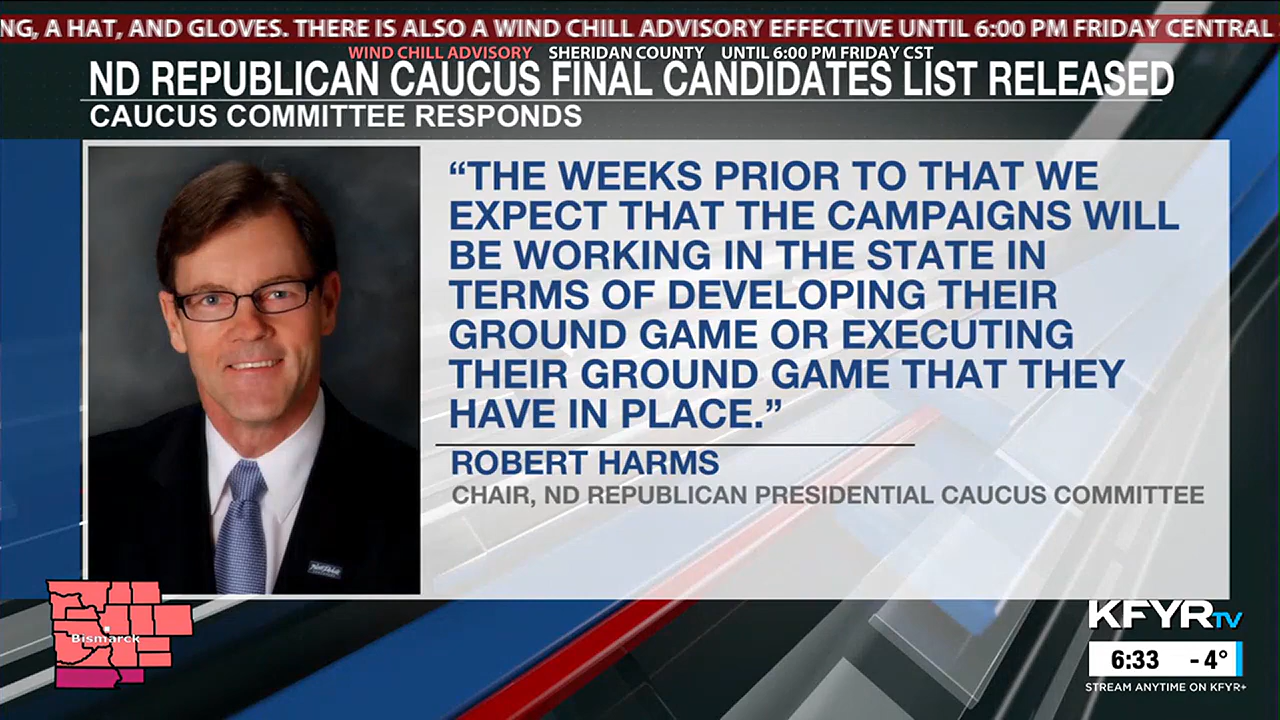 NG, A HAT, AND GLOVES. THERE IS ALSO A WIND CHILL ADVISORY EFFECTIVE UNTIL 6:00 PM FRIDAY CENTRAL
WIND CHILL ADVISORY SHERIDAN COUNTY UNTIL 6:00 PM FRIDAY CST
ND REPUBLICAN CAUCUS FINAL CANDIDATES LIST RELEASED
CAUCUS COMMITTEE RESPONDS
“THE WEEKS PRIOR TO THAT WE
EXPECT THAT THE CAMPAIGNS WILL
BE WORKING IN THE STATE IN
TERMS OF DEVELOPING THEIR
GROUND GAME OR EXECUTING
THEIR GROUND GAME THAT THEY
HAVE IN PLACE.”
ROBERT HARMS
CHAIR, ND REPUBLICAN PRESIDENTIAL CAUCUS COMMITTEE
Bismarck
KFYR TV
6:33 -4°
STREAM ANYTIME ON KFYR+